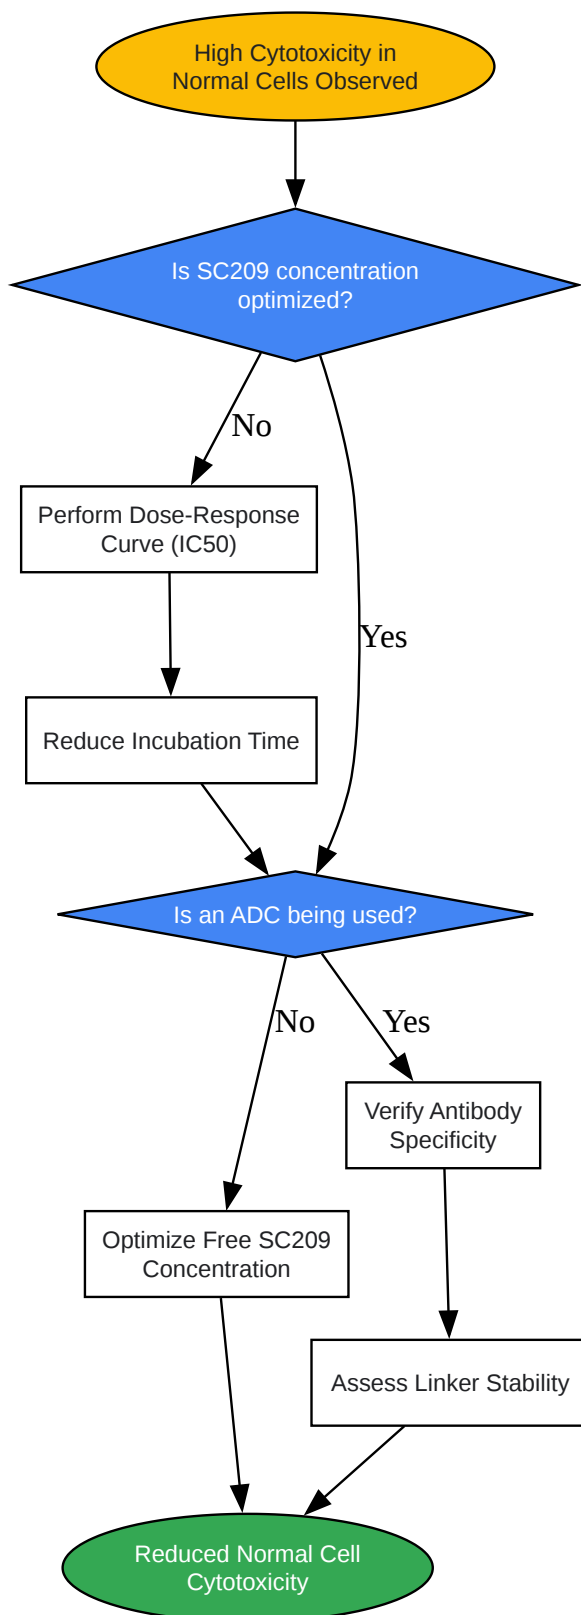 High Cytotoxicity in
Normal Cells Observed
Is SC209 concentration
optimized?
No
Perform Dose-Response
Curve (IC50)
Yes
Reduce Incubation Time
Is an ADC being used?
No
Yes
Verify Antibody
Specificity
Optimize Free SC209
Concentration
Assess Linker Stability
Reduced Normal Cell
Cytotoxicity